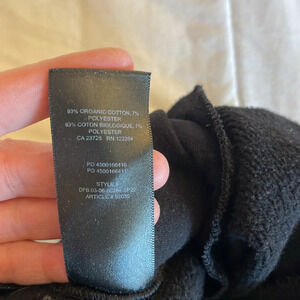 93% ORGANIC COTTON, 7%
POLYESTER
93% COTON BIOLOGIQUE, 7%
POLYESTER
CA 23725 RN 122284
PO 4500166410
PO 4500166411
STYLE #
ARTICLE #